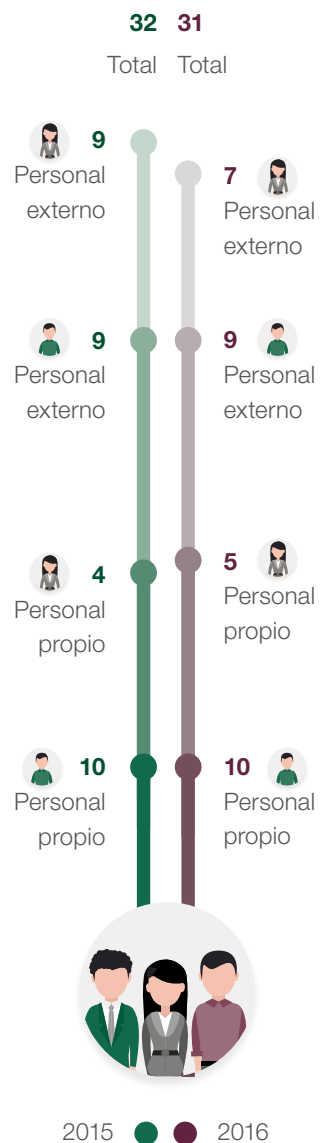 32 31
Total Total
9
Personal
externo
7
Personal
externo
9
Personal
externo
9
Personal
externo
4
Personal
propio
5
Personal
propio
10
Personal
propio
10
Personal
propio
2015 2016